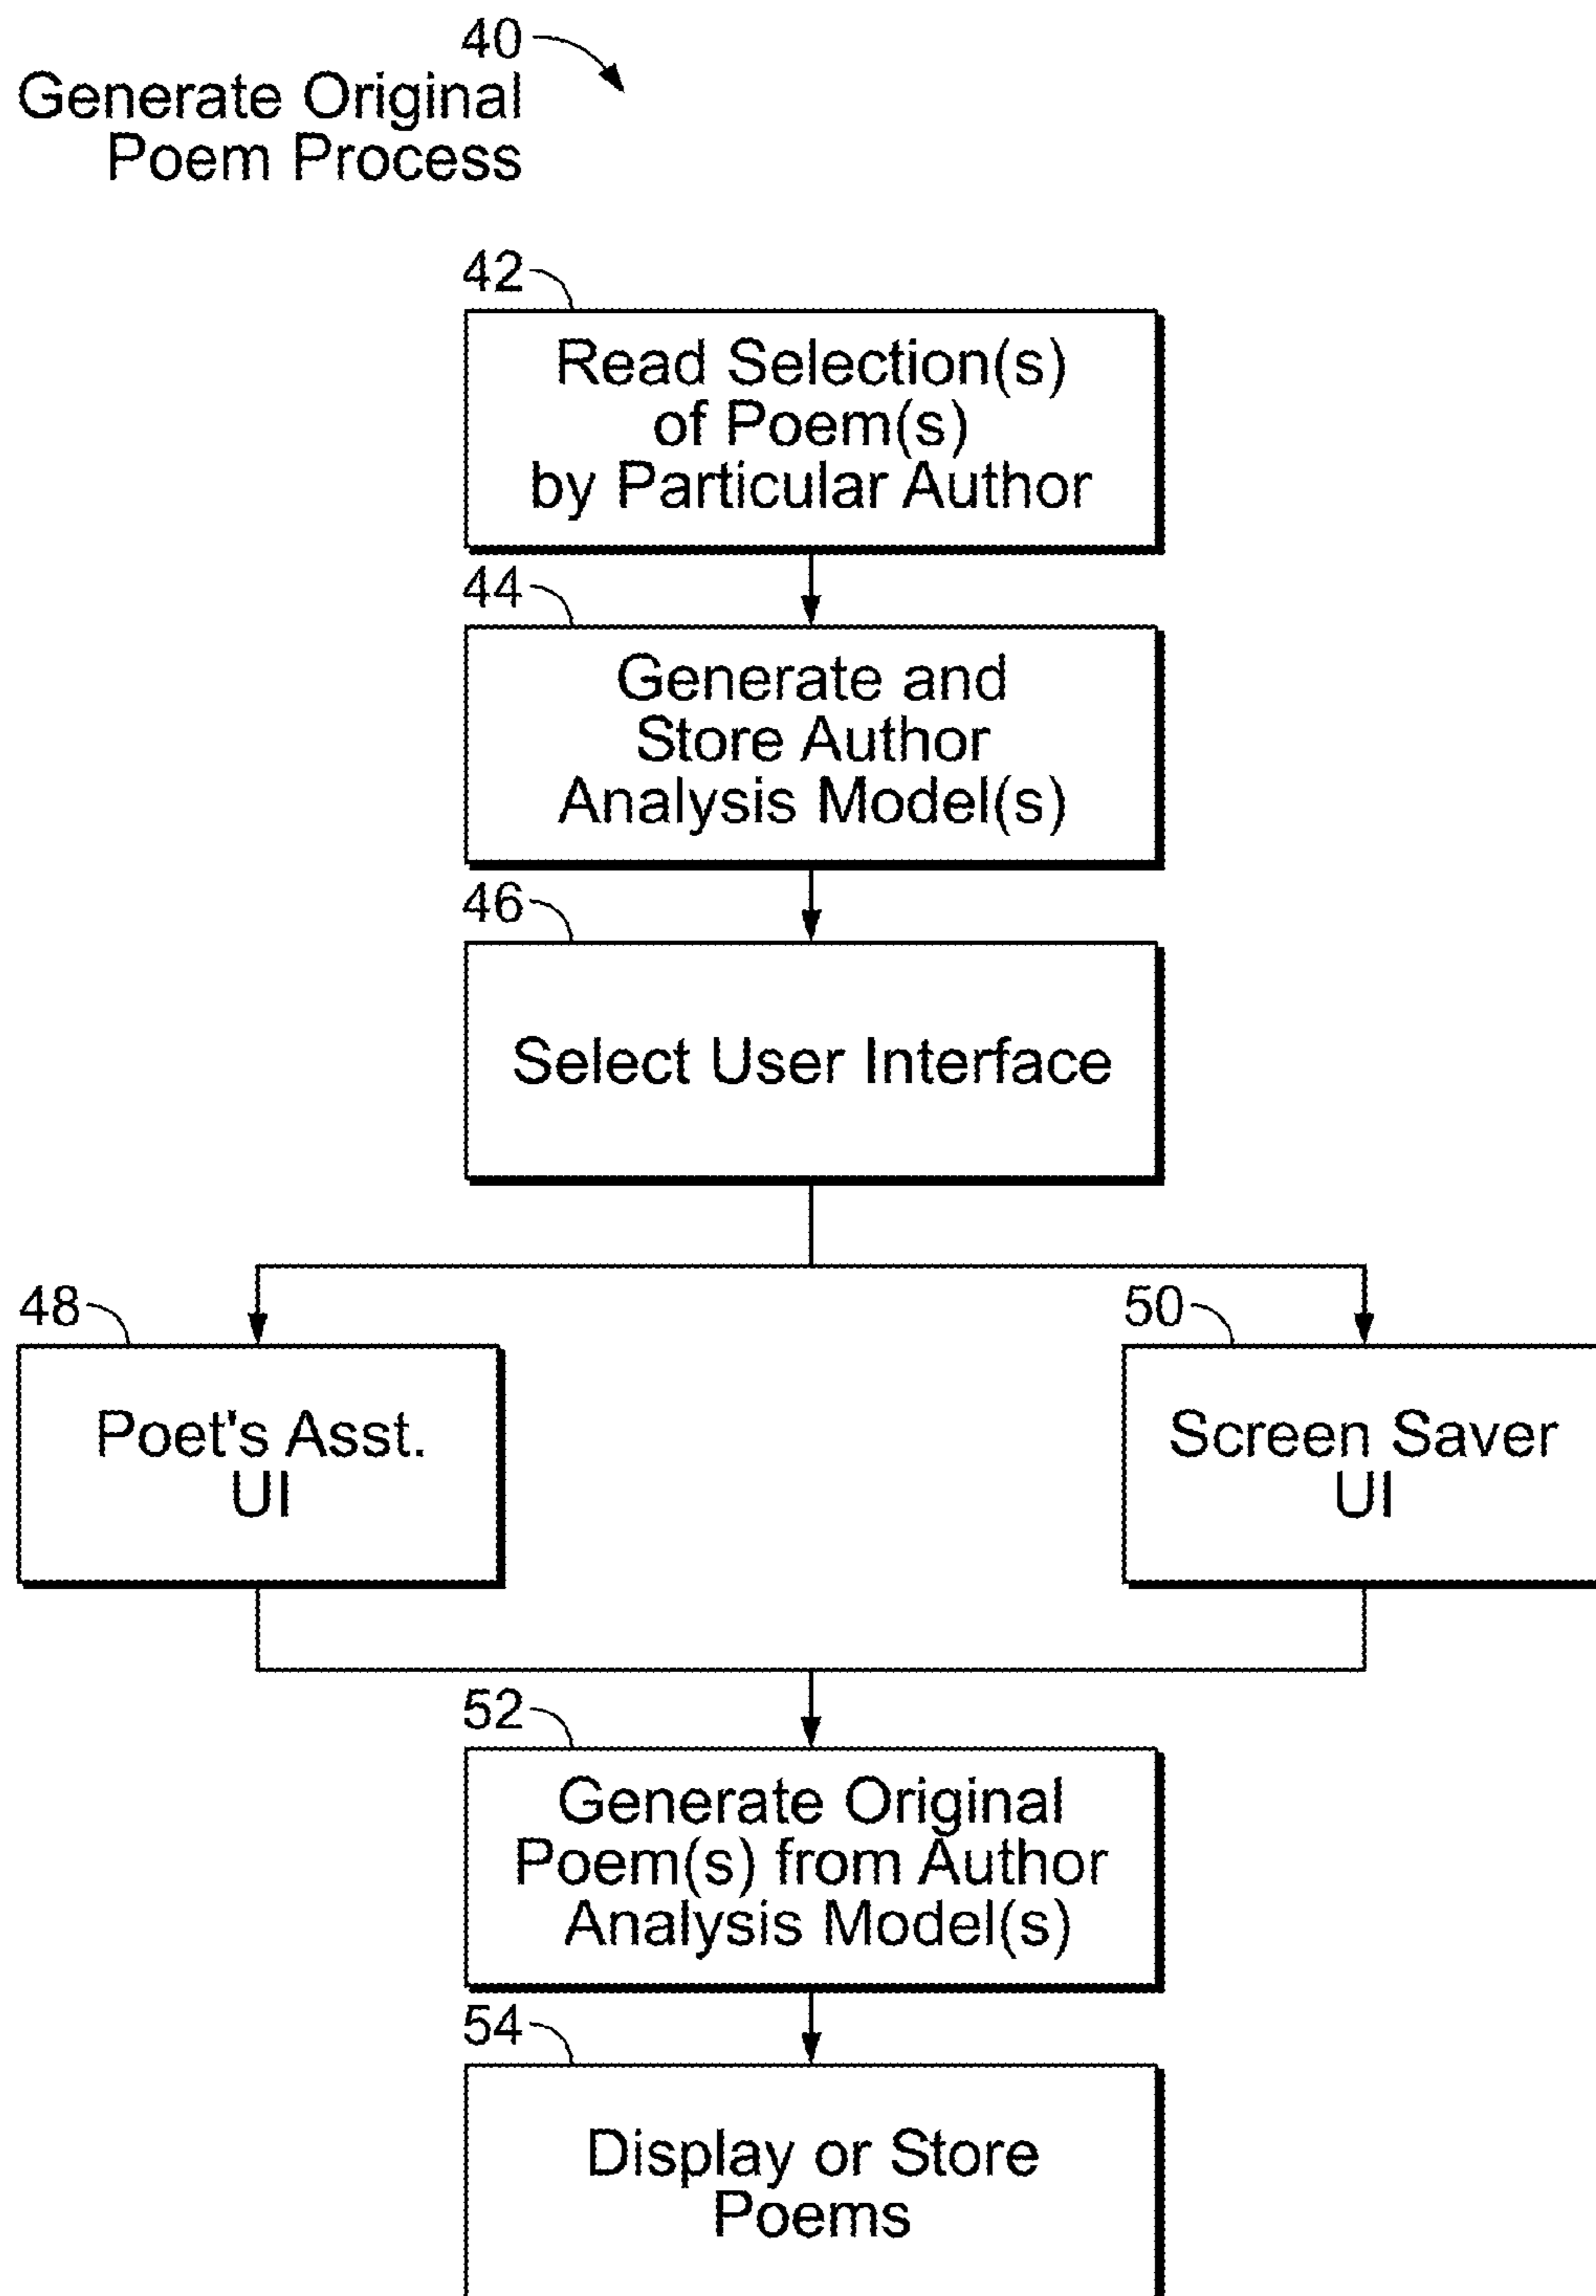 40
Generate Original
Poem Process
42
Read Selection(s)
of Poem(s)
by Particular Author
44
Generate and
Store Author
Analysis Model(s)
46
Select User Interface
48
Poet's Asst.
UI
50
Screen Saver
UI
52
Generate Original
Poem(s) from Author
Analysis Model(s)
54
Display or Store
Poems